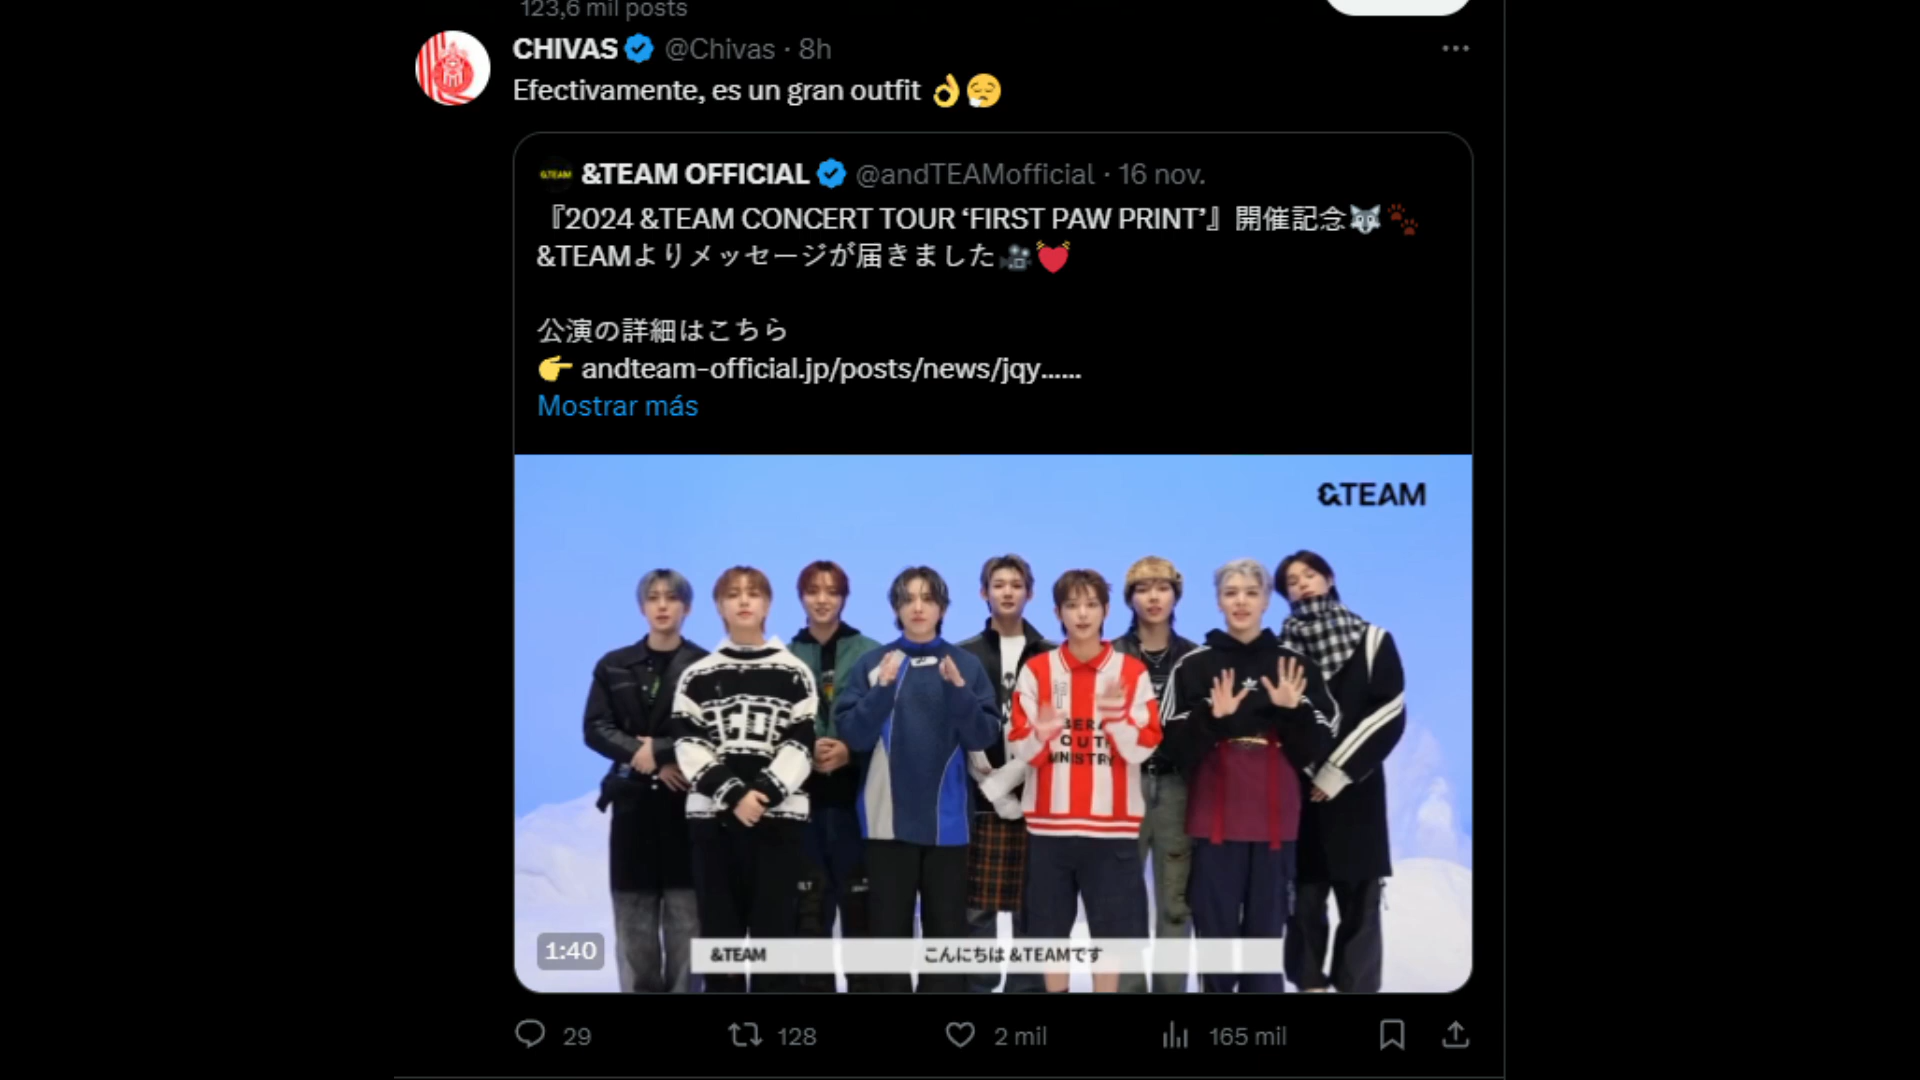 123,6 mil posts
CHIVAS @Chivas · 8h
Efectivamente, es un gran outfit 👌😮‍💨
&TEAM
&TEAM OFFICIAL @andTEAMofficial · 16 nov.
『2024 &TEAM CONCERT TOUR ‘FIRST PAW PRINT’』開催記念🐺🐾
&TEAMよりメッセージが届きました🎥💓
公演の詳細はこちら
👉 andteam-official.jp/posts/news/jqy……
Mostrar más
&TEAM
OUT
1:40
&TEAM こんにちは &TEAMです
29 128 2 mil 165 mil